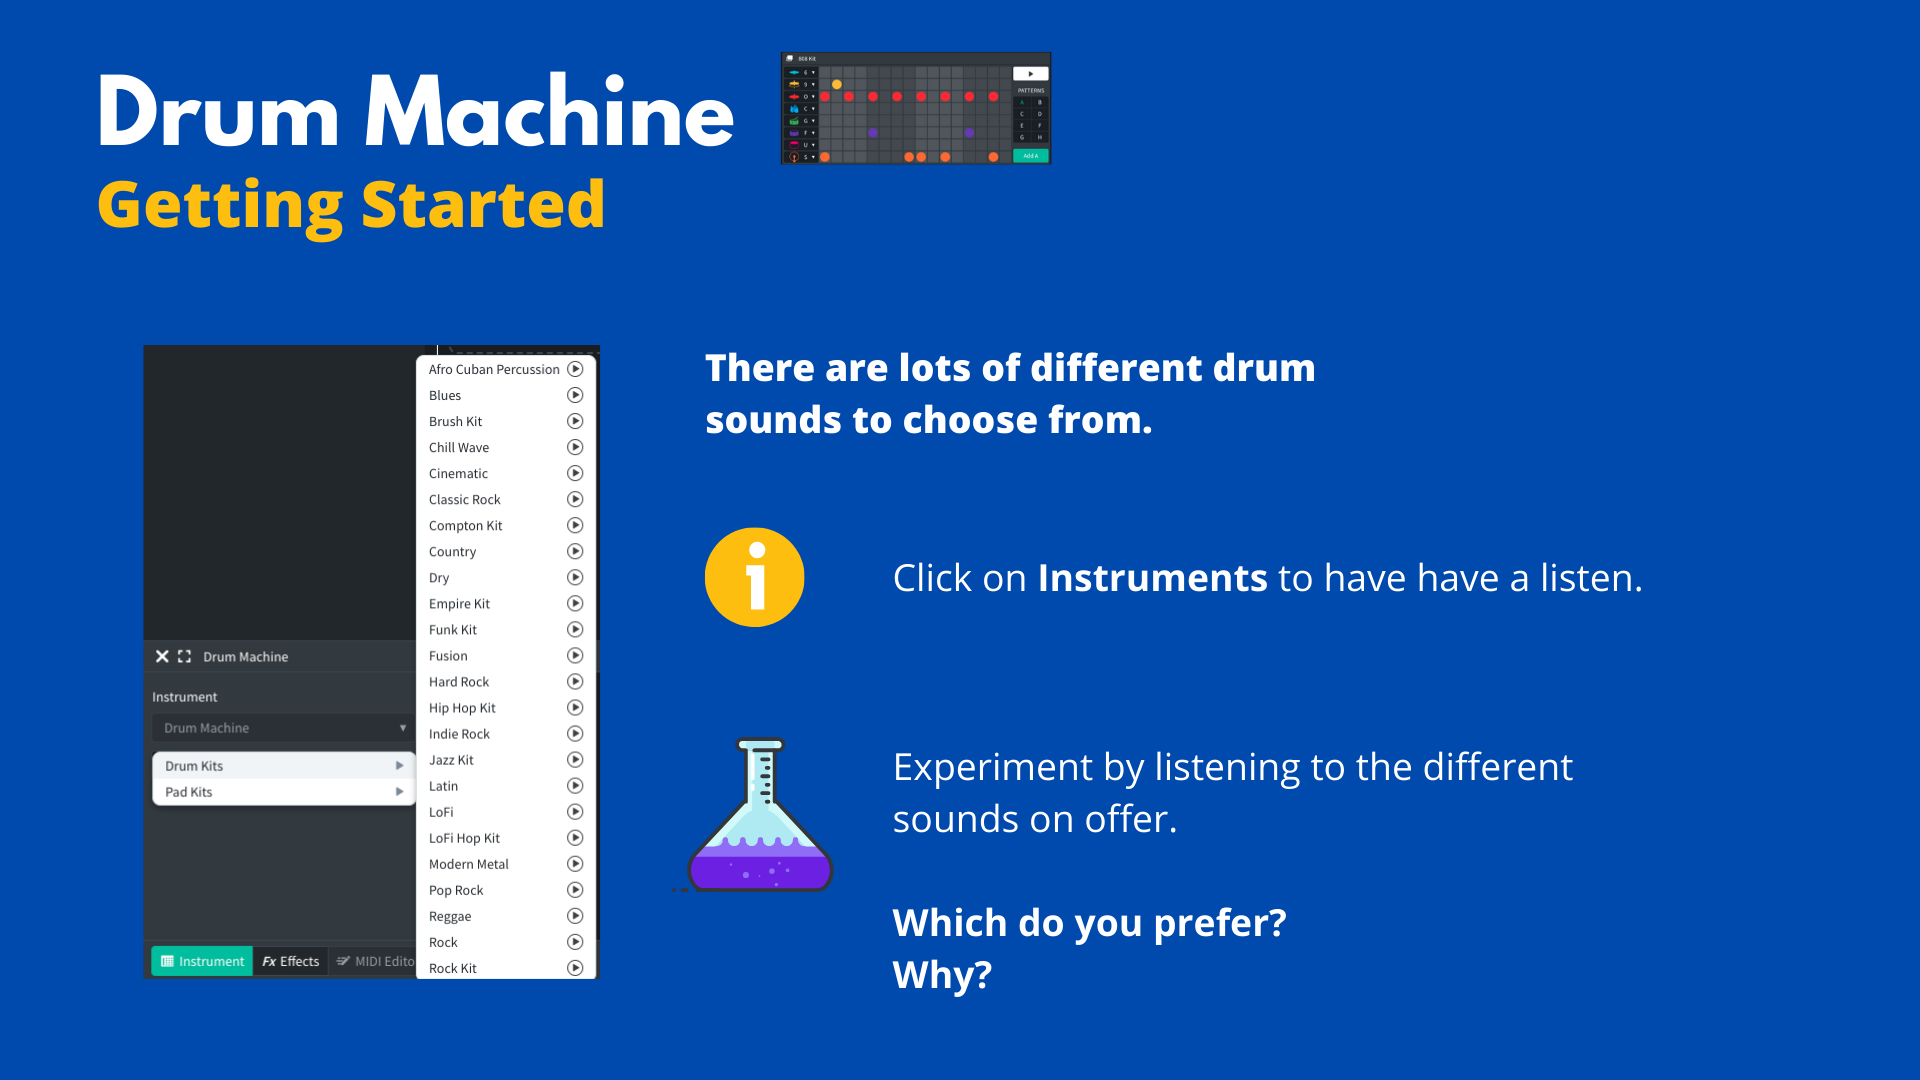 Drum Machine
Getting Started
808 Kit
6
9
O
C
G
F
U
S
PATTERNS
A B
C D
E F
G H
Add A
Afro Cuban Percussion
Blues
Brush Kit
Chill Wave
Cinematic
Classic Rock
Compton Kit
Country
Dry
Empire Kit
Funk Kit
Fusion
Hard Rock
Hip Hop Kit
Indie Rock
Jazz Kit
Latin
LoFi
LoFi Hop Kit
Modern Metal
Pop Rock
Reggae
Rock
Rock Kit
Drum Machine
Instrument
Drum Machine
Drum Kits
Pad Kits
Instrument
Fx Effects
MIDI Edito
There are lots of different drum
sounds to choose from.
Click on Instruments to have have a listen.
Experiment by listening to the different
sounds on offer.
Which do you prefer?
Why?